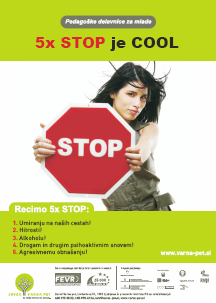 Pedagoške delavnice za mlade
5x STOP je COOL
STOP
Recimo 5x STOP:
1. Umiranju na naših cestah!
2. Hitrosti!
3. Alkoholu!
4. Drogam in drugim psihoaktivnim snovem!
5. Agresivnemu obnašanju!
www.varna-pot.si
FEVR